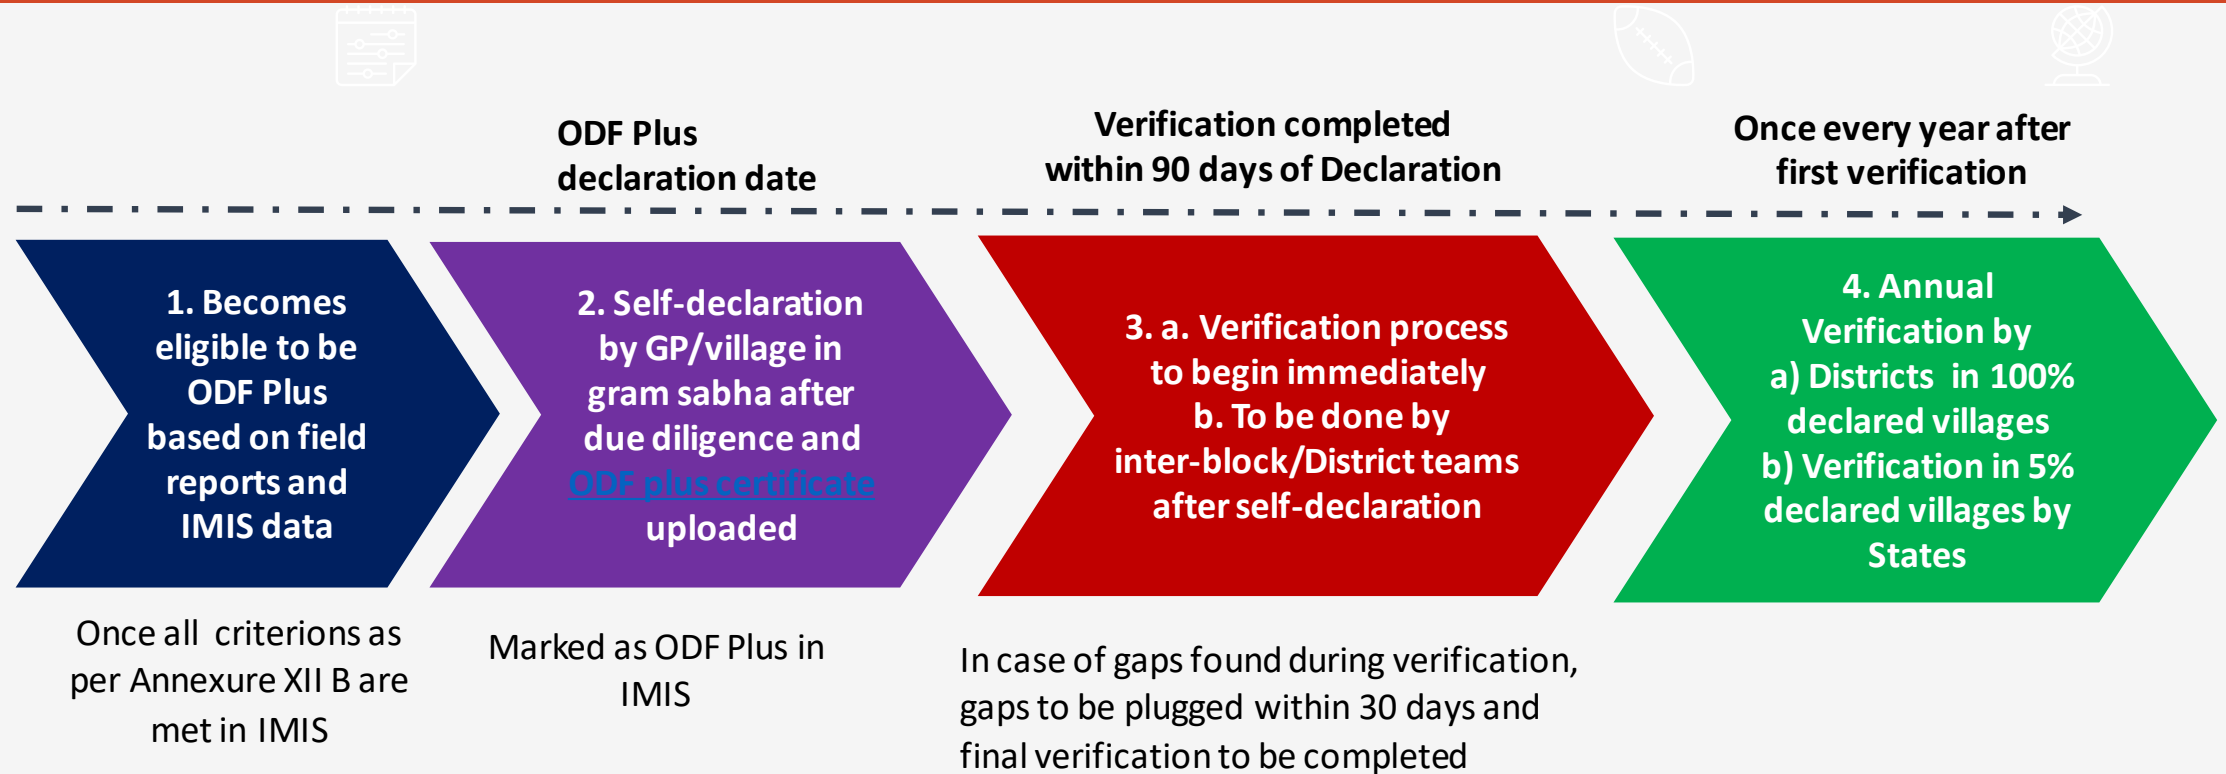 ODF Plus
declaration date
Verification completed
within 90 days of Declaration
Once every year after
first verification
1. Becomes
eligible to be
ODF Plus
based on field
reports and
IMIS data
2. Self-declaration
by GP/village in
gram sabha after
due diligence and
ODF plus certificate
uploaded
3. a. Verification process
to begin immediately
b. To be done by
inter-block/District teams
after self-declaration
4. Annual
Verification by
a) Districts in 100%
declared villages
b) Verification in 5%
declared villages by
States
Once all criterions as
per Annexure XII B are
met in IMIS
Marked as ODF Plus in
IMIS
In case of gaps found during verification,
gaps to be plugged within 30 days and
final verification to be completed